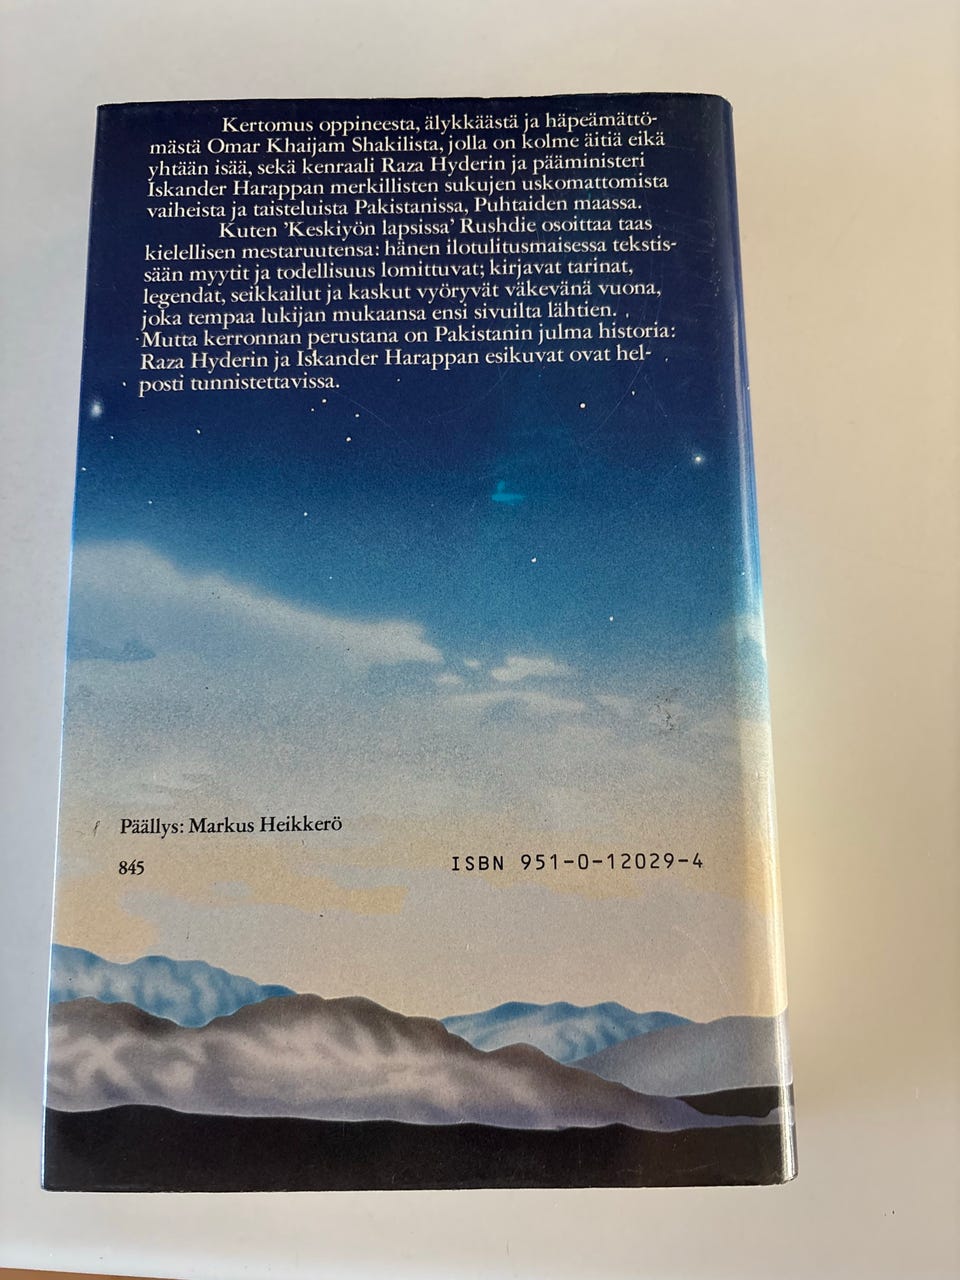 Kertomus oppineesta, älykkäästä ja häpeämättö-
mästä Omar Khaijam Shakilista, jolla on kolme äitiä eikä
yhtään isää, sekä kenraali Raza Hyderin ja pääministeri
Iskander Harappan merkillisten sukujen uskomattomista
vaiheista ja taisteluista Pakistanissa, Puhtaiden maassa.
Kuten 'Keskiyön lapsissa' Rushdie osoittaa taas
kielellisen mestaruutensa: hänen ilotulitusmaisessa tekstis-
sään myytit ja todellisuus lomittuvat; kirjavat tarinat,
legendat, seikkailut ja kaskut vyöryvät väkevänä vuona,
joka tempaa lukijan mukaansa ensi sivuilta lähtien.
Mutta kerronnan perustana on Pakistanin julma historia:
Raza Hyderin ja Iskander Harappan esikuvat ovat hel-
posti tunnistettavissa.
Päällys: Markus Heikkerö
845
ISBN 951-0-12029-4